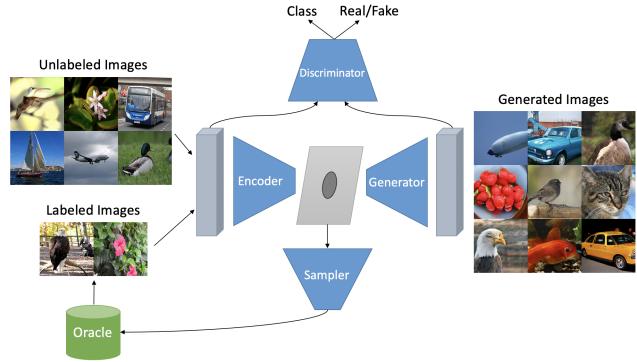 Class
Real/Fake
Discriminator
Unlabeled Images
Generated Images
Encoder
Generator
Labeled Images
Sampler
Oracle